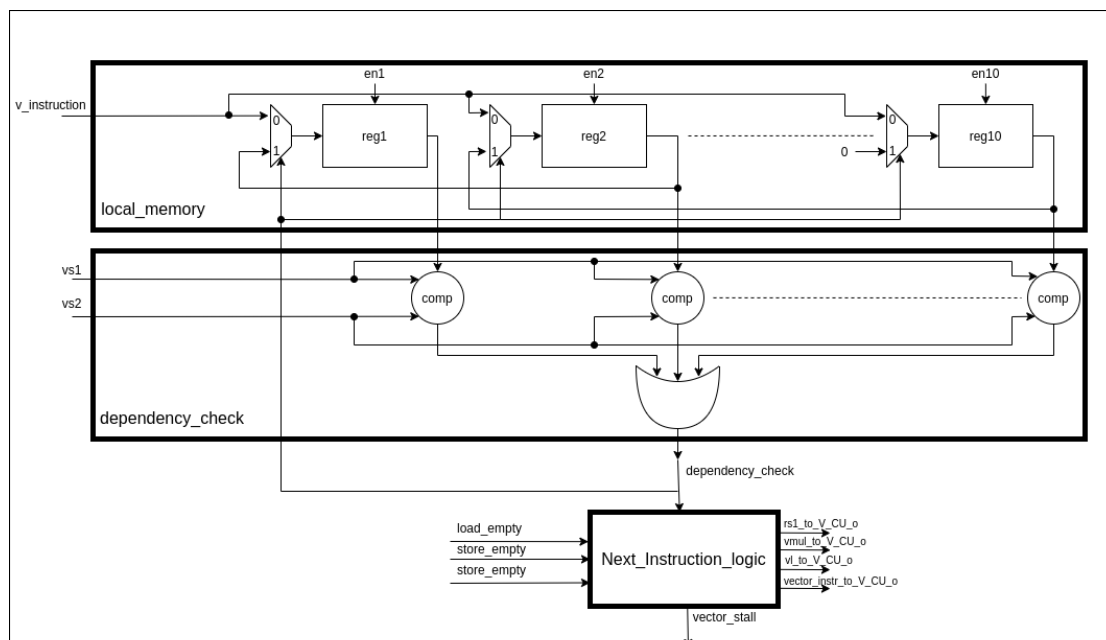 en1
en2
en10
v_instruction
0
0
0
reg1
reg2
reg10
1
1
0
1
local_memory
vs1
vs2
comp
comp
comp
dependency_check
dependency_check
load_empty
store_empty
store_empty
Next_Instruction_logic
rs1_to_V_CU_o
vmul_to_V_CU_o
vl_to_V_CU_o
vector_instr_to_V_CU_o
vector_stall